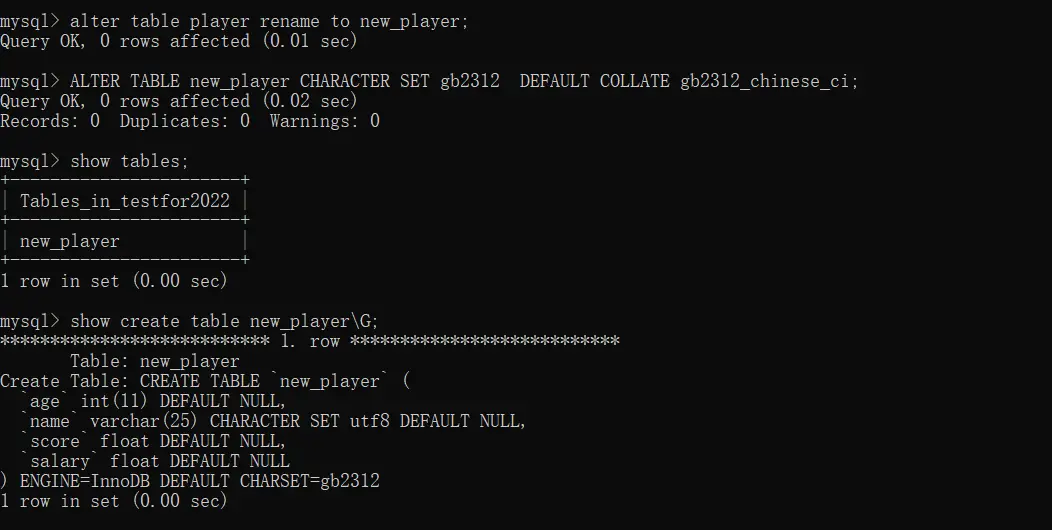 mysql> alter table player rename to new_player;
Query OK, 0 rows affected (0.01 sec)
mysql> ALTER TABLE new_player CHARACTER SET gb2312  DEFAULT COLLATE gb2312_chinese_ci;
Query OK, 0 rows affected (0.02 sec)
Records: 0  Duplicates: 0  Warnings: 0
mysql> show tables;
+-----------------------+
| Tables_in_testfor2022 |
+-----------------------+
| new_player            |
+-----------------------+
1 row in set (0.00 sec)
mysql> show create table new_player\G;
*************************** 1. row ***************************
       Table: new_player
Create Table: CREATE TABLE `new_player` (
  `age` int(11) DEFAULT NULL,
  `name` varchar(25) CHARACTER SET utf8 DEFAULT NULL,
  `score` float DEFAULT NULL,
  `salary` float DEFAULT NULL
) ENGINE=InnoDB DEFAULT CHARSET=gb2312
1 row in set (0.00 sec)